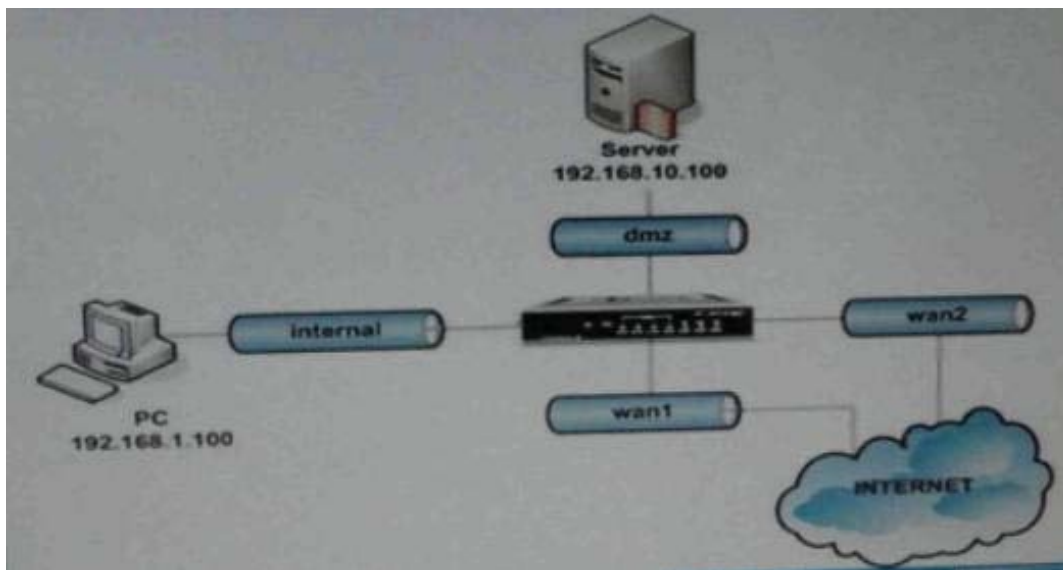 Server
192.168.10.100
dmz
internal
wan2
wan1
PC
192.168.1.100
INTERNET